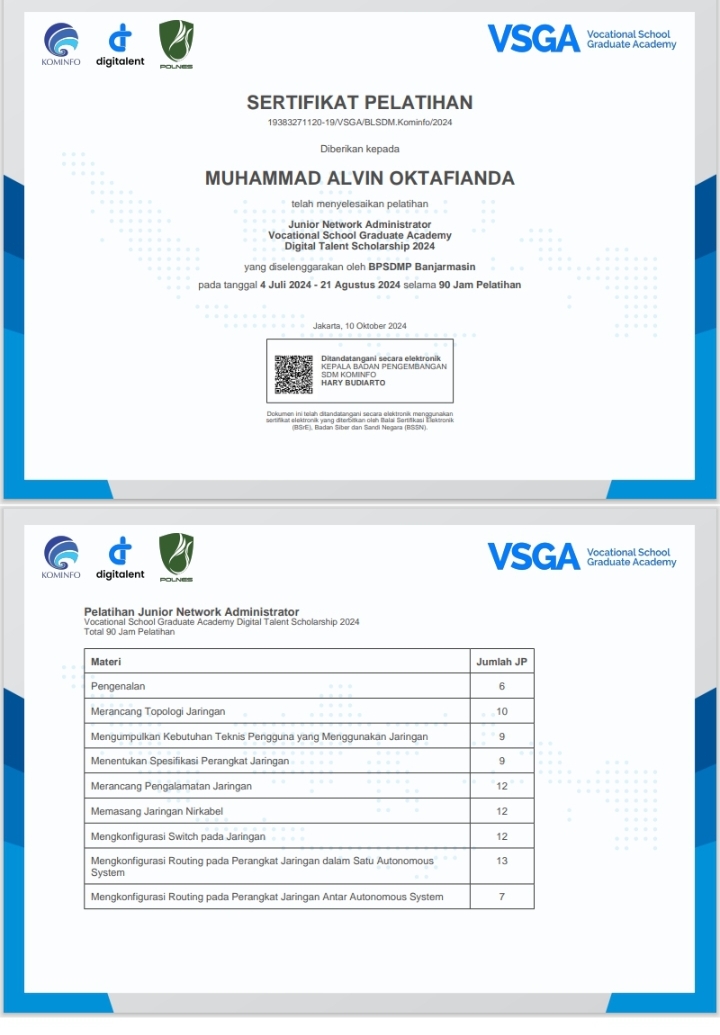 KOMINFO
digitalent
POLNES
VSGA
Vocational School
Graduate Academy
SERTIFIKAT PELATIHAN
19383271120-19/VSGA/BLSDM.Kominfo/2024
Diberikan kepada
MUHAMMAD ALVIN OKTAFIANDA
telah menyelesaikan pelatihan
Junior Network Administrator
Vocational School Graduate Academy
Digital Talent Scholarship 2024
yang diselenggarakan oleh BPSDMP Banjarmasin
pada tanggal 4 Juli 2024 - 21 Agustus 2024 selama 90 Jam Pelatihan
Jakarta, 10 Oktober 2024
Ditandatangani secara elektronik
KEPALA BADAN PENGEMBANGAN
SDM KOMINFO
HARY BUDIARTO
Dokumen ini telah ditandatangani secara elektronik menggunakan
sertifikat elektronik yang diterbitkan oleh Balai Sertifikasi Elektronik
(BSrE), Badan Siber dan Sandi Negara (BSSN).
KOMINFO
digitalent
POLNES
VSGA
Vocational School
Graduate Academy
Pelatihan Junior Network Administrator
Vocational School Graduate Academy Digital Talent Scholarship 2024
Total 90 Jam Pelatihan
Materi Jumlah JP
Pengenalan 6
Merancang Topologi Jaringan 10
Mengumpulkan Kebutuhan Teknis Pengguna yang Menggunakan Jaringan 9
Menentukan Spesifikasi Perangkat Jaringan 9
Merancang Pengalamatan Jaringan 12
Memasang Jaringan Nirkabel 12
Mengkonfigurasi Switch pada Jaringan 12
Mengkonfigurasi Routing pada Perangkat Jaringan dalam Satu Autonomous 13
System
Mengkonfigurasi Routing pada Perangkat Jaringan Antar Autonomous System 7